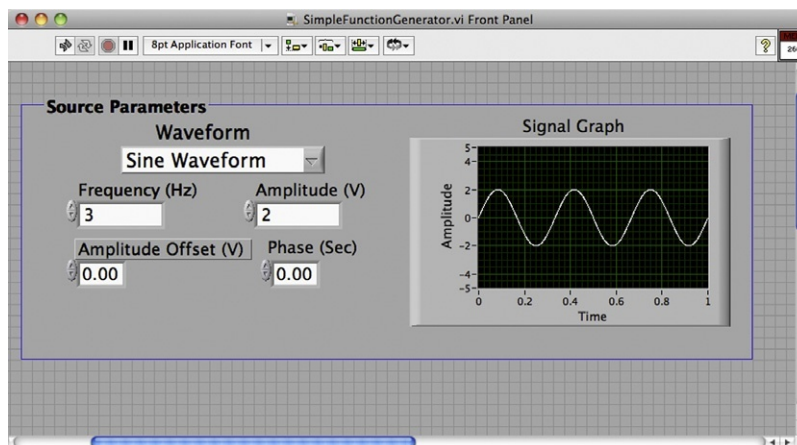 SimpleFunctionGenerator.vi Front Panel
8pt Application Font
?
Source Parameters
Waveform
Sine Waveform
Frequency (Hz)
Amplitude (V)
3
2
Amplitude Offset (V)
Phase (Sec)
0.00
0.00
Signal Graph
Amplitude
5-
4-
2-
0-
-2-
-4-
-5-
0
0.2
0.4
0.6
0.8
1
Time